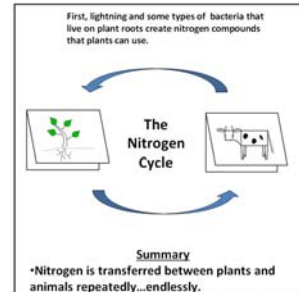 First, lightning and some types of bacteria that
live on plant roots create nitrogen compounds
that plants can use.
The
Nitrogen
Cycle
Summary
•Nitrogen is transferred between plants and
animals repeatedly...endlessly.